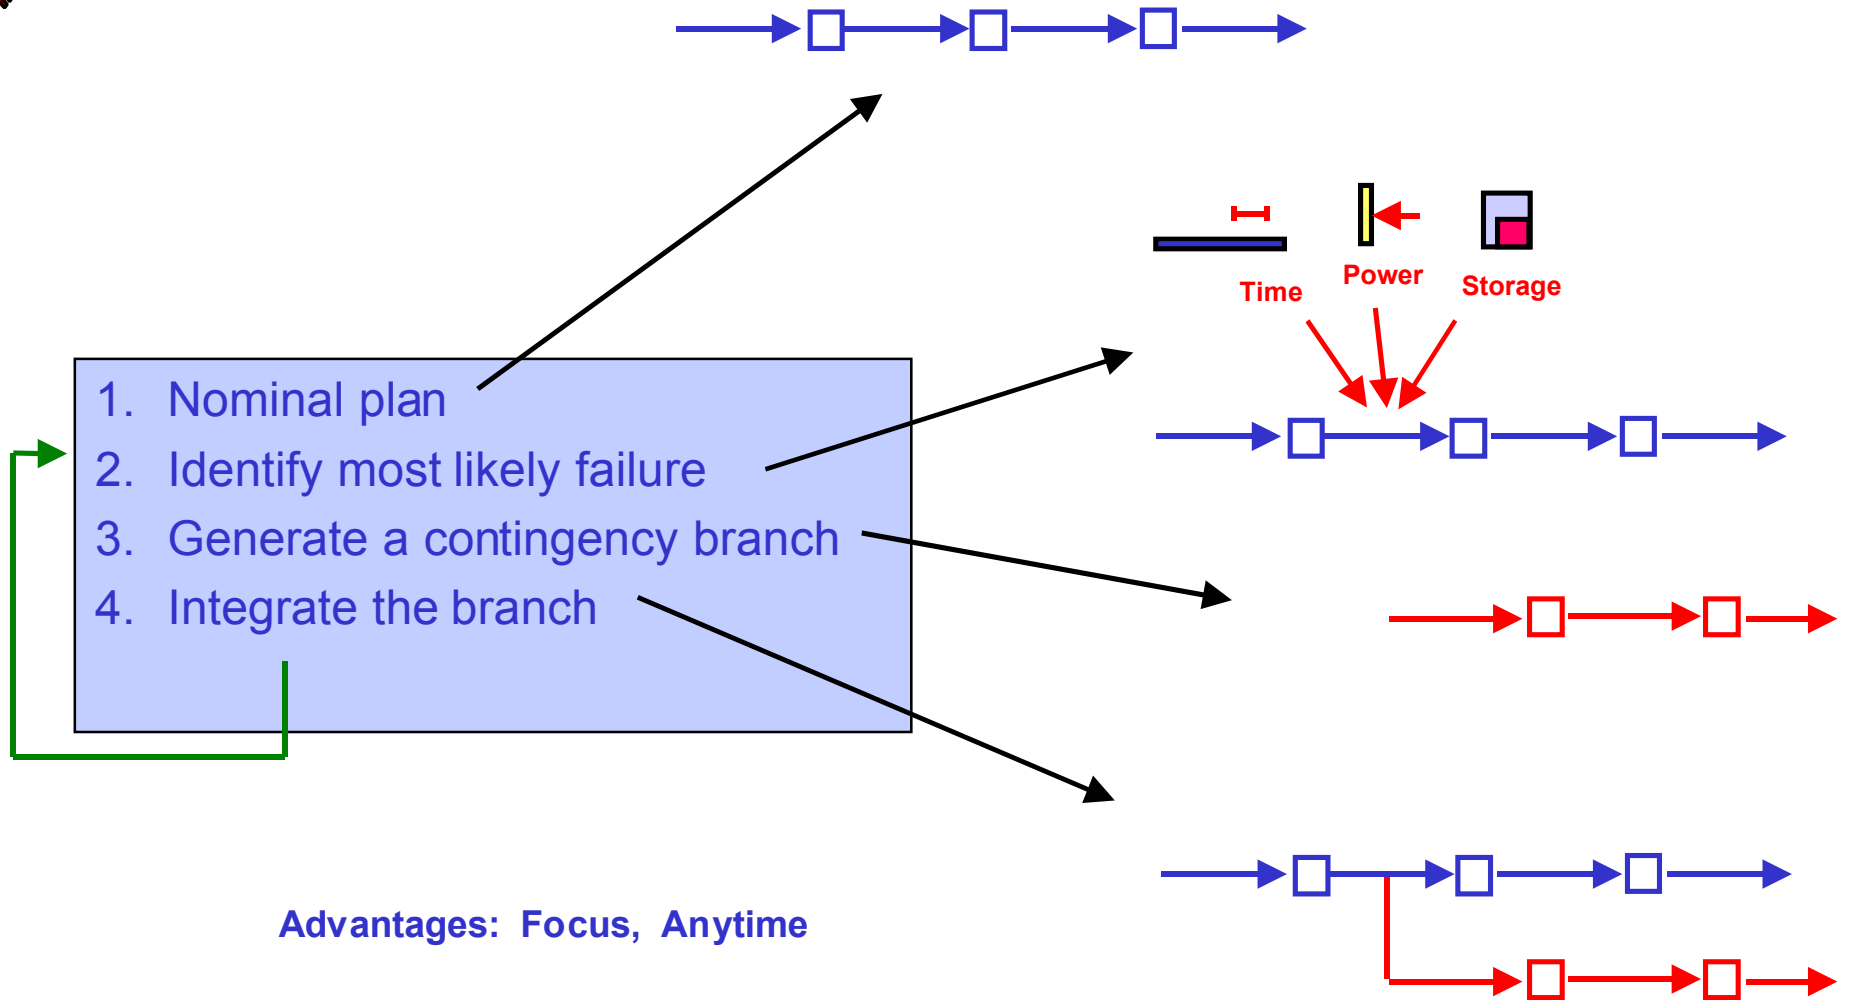 Time
Power
Storage
1. Nominal plan
2. Identify most likely failure
3. Generate a contingency branch
4. Integrate the branch
Advantages: Focus, Anytime